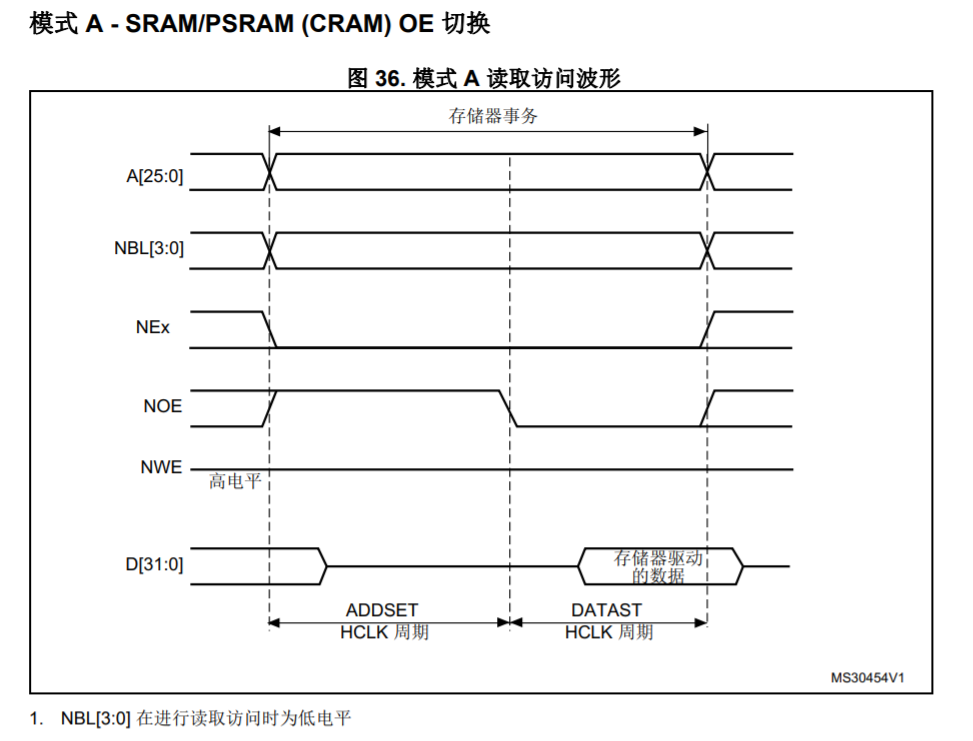 模式 A - SRAM/PSRAM (CRAM) OE 切换
图 36. 模式 A 读取访问波形
存储器事务
A[25:0]
NBL[3:0]
NEx
NOE
NWE
高电平
D[31:0]
存储器驱动
的数据
ADDSET
HCLK 周期
DATAST
HCLK 周期
MS30454V1
1. NBL[3:0] 在进行读取访问时为低电平